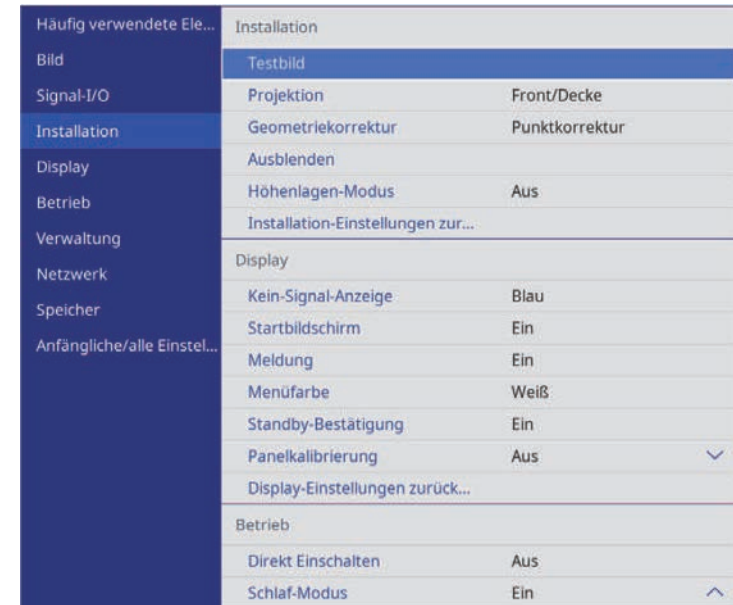 Häufig verwendete Ele...
Bild
Signal-I/O
Installation
Display
Betrieb
Verwaltung
Netzwerk
Speicher
Anfängliche/alle Einstel...
Installation
Testbild
Projektion Front/Decke
Geometriekorrektur Punktkorrektur
Ausblenden
Höhenlagen-Modus Aus
Installation-Einstellungen zur...
Display
Kein-Signal-Anzeige Blau
Startbildschirm Ein
Meldung Ein
Menüfarbe Weiß
Standby-Bestätigung Ein
Panelkalibrierung Aus
Display-Einstellungen zurück...
Betrieb
Direkt Einschalten Aus
Schlaf-Modus Ein